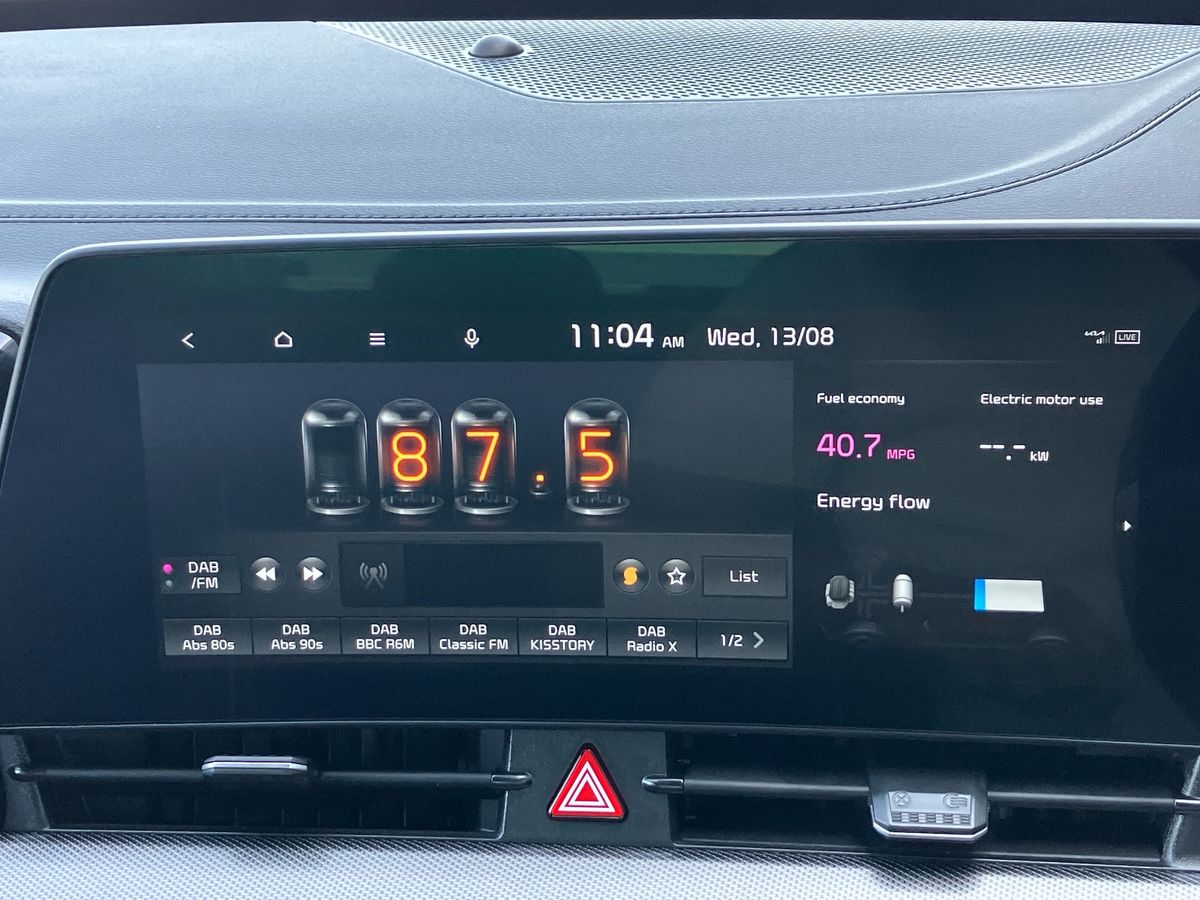 11:04 AM Wed, 13/08
KIA LIVE
87.5
Fuel economy
40.7 MPG
Electric motor use
--.- kW
Energy flow
DAB
/FM
List
DAB
Abs 80s
DAB
Abs 90s
DAB
BBC R6M
DAB
Classic FM
DAB
KISSTORY
DAB
Radio X
1/2